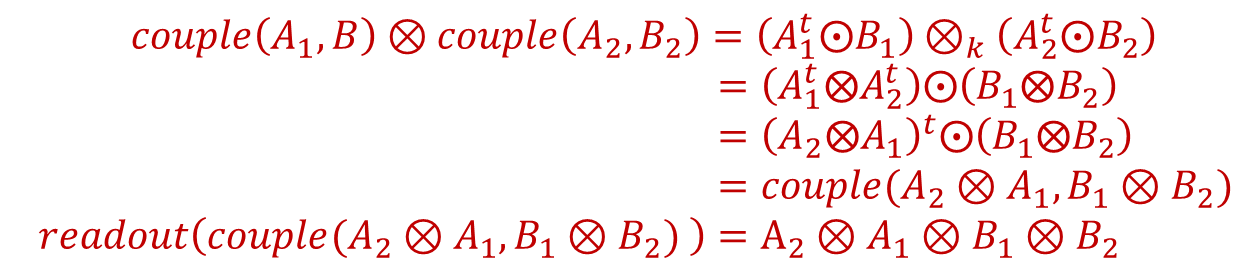 couple(A₁, B) ⊗ couple(A₂, B₂) = (A₁ᵗ⊙B₁) ⊗ₖ (A₂ᵗ⊙B₂)
= (A₁ᵗ⊗A₂ᵗ)⊙(B₁⊗B₂)
= (A₂⊗A₁)ᵗ⊙(B₁⊗B₂)
= couple(A₂ ⊗ A₁, B₁ ⊗ B₂)
readout(couple(A₂ ⊗ A₁, B₁ ⊗ B₂) ) = A₂ ⊗ A₁ ⊗ B₁ ⊗ B₂